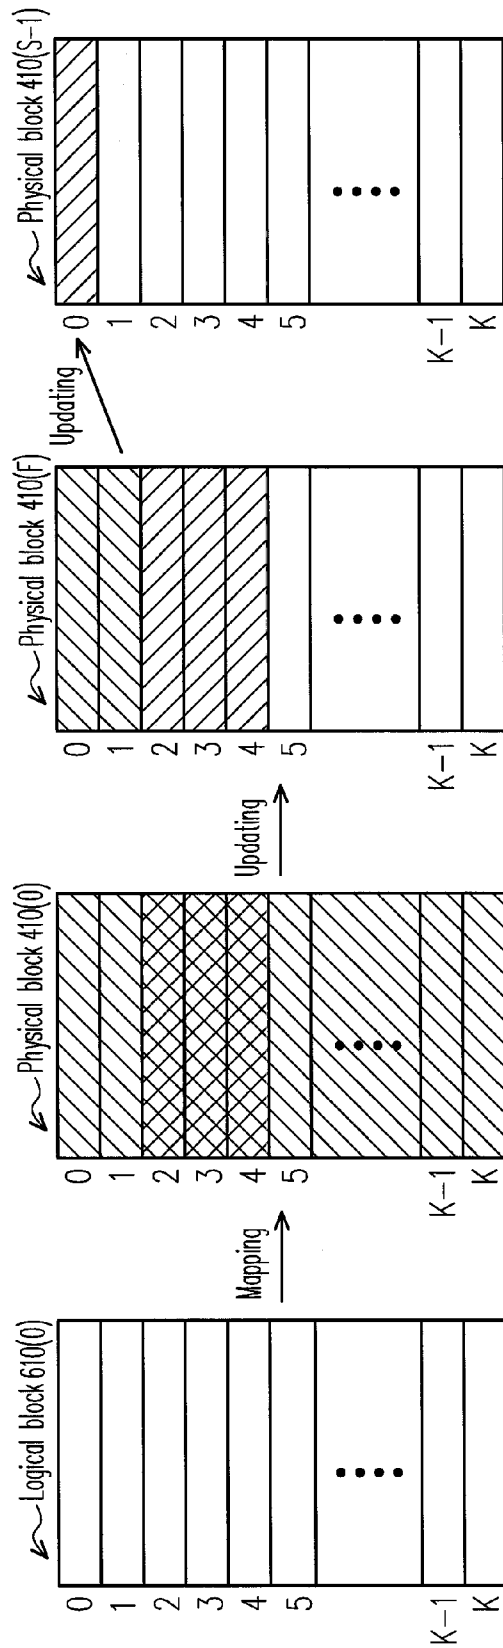 Logical block 610(0)
0
1
2
3
4
5
K-1
K
Mapping
Physical block 410(0)
0
1
2
3
4
5
K-1
K
Updating
Physical block 410(F)
0
1
2
3
4
5
K-1
K
Updating
Physical block 410(S-1)
0
1
2
3
4
5
K-1
K